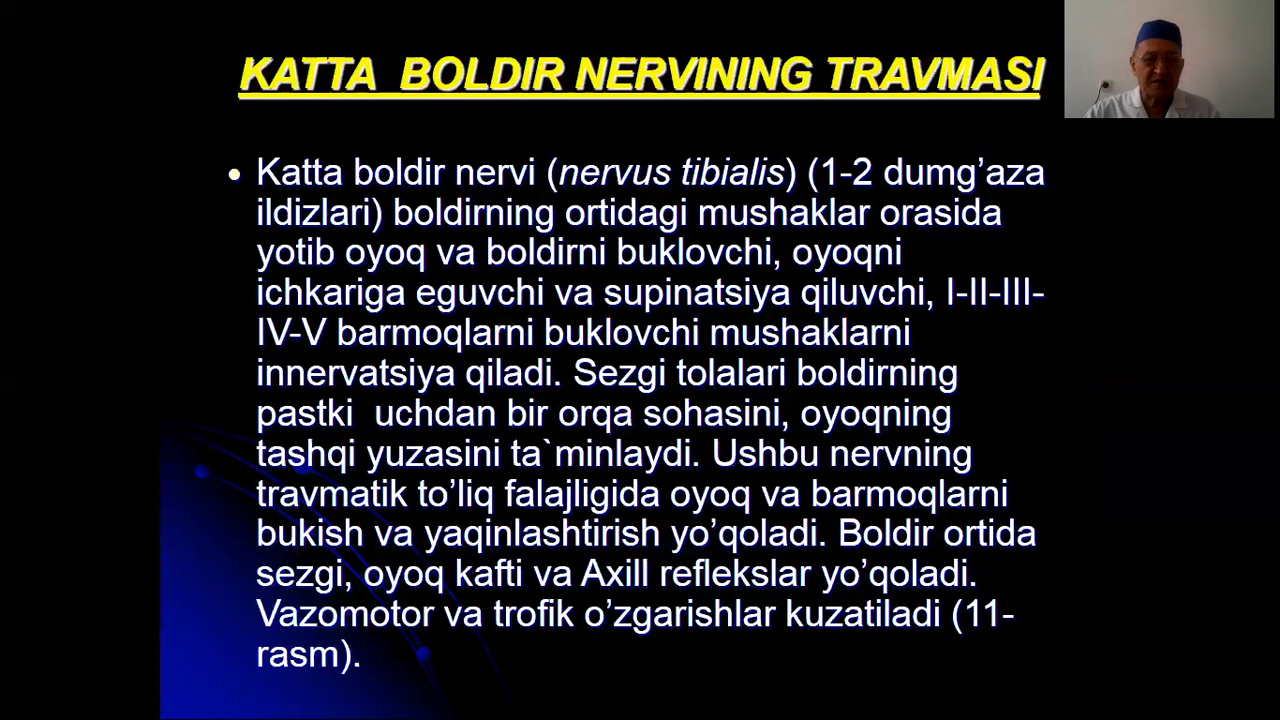 KATTA BOLDIR NERVINING TRAVMASI
• Katta boldir nervi (nervus tibialis) (1-2 dumg’aza
ildizlari) boldirning ortidagi mushaklar orasida
yotib oyoq va boldirni buklovchi, oyoqni
ichkariga eguvchi va supinatsiya qiluvchi, I-II-III-
IV-V barmoqlarni buklovchi mushaklarni
innervatsiya qiladi. Sezgi tolalari boldirning
pastki uchdan bir orqa sohasini, oyoqning
tashqi yuzasini ta`minlaydi. Ushbu nervning
travmatik to’liq falajligida oyoq va barmoqlarni
bukish va yaqinlashtirish yo’qoladi. Boldir ortida
sezgi, oyoq kafti va Axill reflekslar yo’qoladi.
Vazomotor va trofik o’zgarishlar kuzatiladi (11-
rasm).